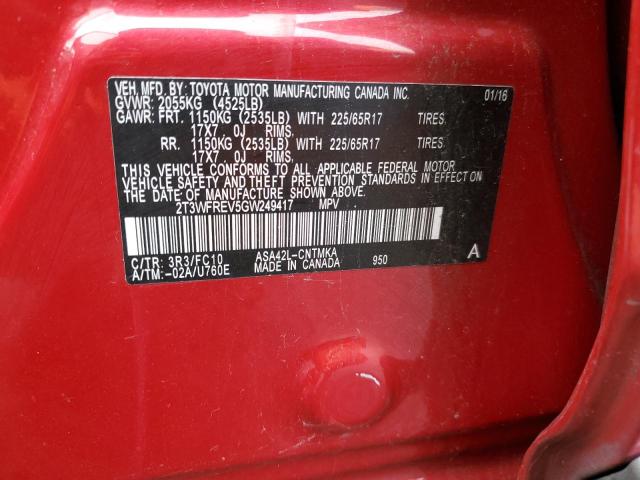 VEH. MFD. BY: TOYOTA MOTOR MANUFACTURING CANADA INC. 01/16
GVWR: 2055KG (4525LB)
GAWR: FRT. 1150KG (2535LB) WITH 225/65R17 TIRES.
17X7 0J RIMS.
RR. 1150KG (2535LB) WITH 225/65R17 TIRES.
17X7 0J RIMS.
THIS VEHICLE CONFORMS TO ALL APPLICABLE FEDERAL MOTOR
VEHICLE SAFETY AND THEFT PREVENTION STANDARDS IN EFFECT
ON THE DATE OF MANUFACTURE SHOWN ABOVE.
2T3WFREV5GW249417 MPV
C/TR: 3R3/FC10 ASA42L-CNTMKA 950 A
A/TM:-02A/U760E MADE IN CANADA